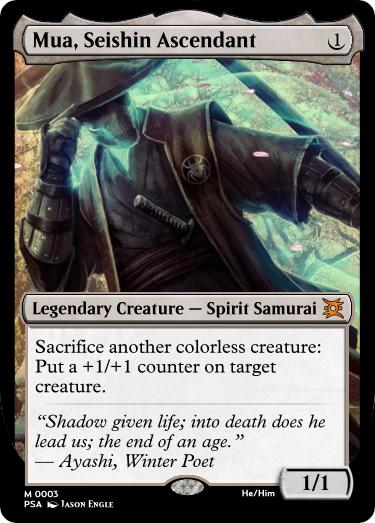 Mua, Seishin Ascendant 1
Legendary Creature — Spirit Samurai
Sacrifice another colorless creature:
Put a +1/+1 counter on target
creature.
“Shadow given life; into death does he
lead us; the end of an age.”
— Ayashi, Winter Poet
1/1
M 0003
He/Him
PSA Jason Engle